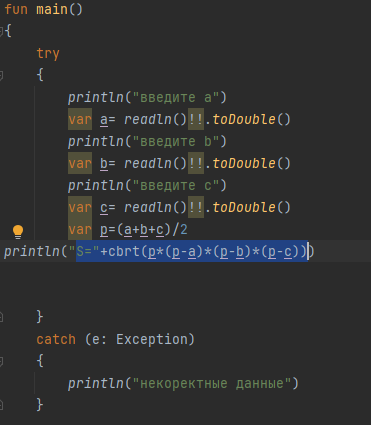 fun main()
{
try
{
println("введите a")
var a= readln()!!.toDouble()
println("введите b")
var b= readln()!!.toDouble()
println("введите c")
var c= readln()!!.toDouble()
var p=(a+b+c)/2
println("S="+cbrt(p*(p-a)*(p-b)*(p-c)))
}
catch (e: Exception)
{
println("некоректные данные")
}